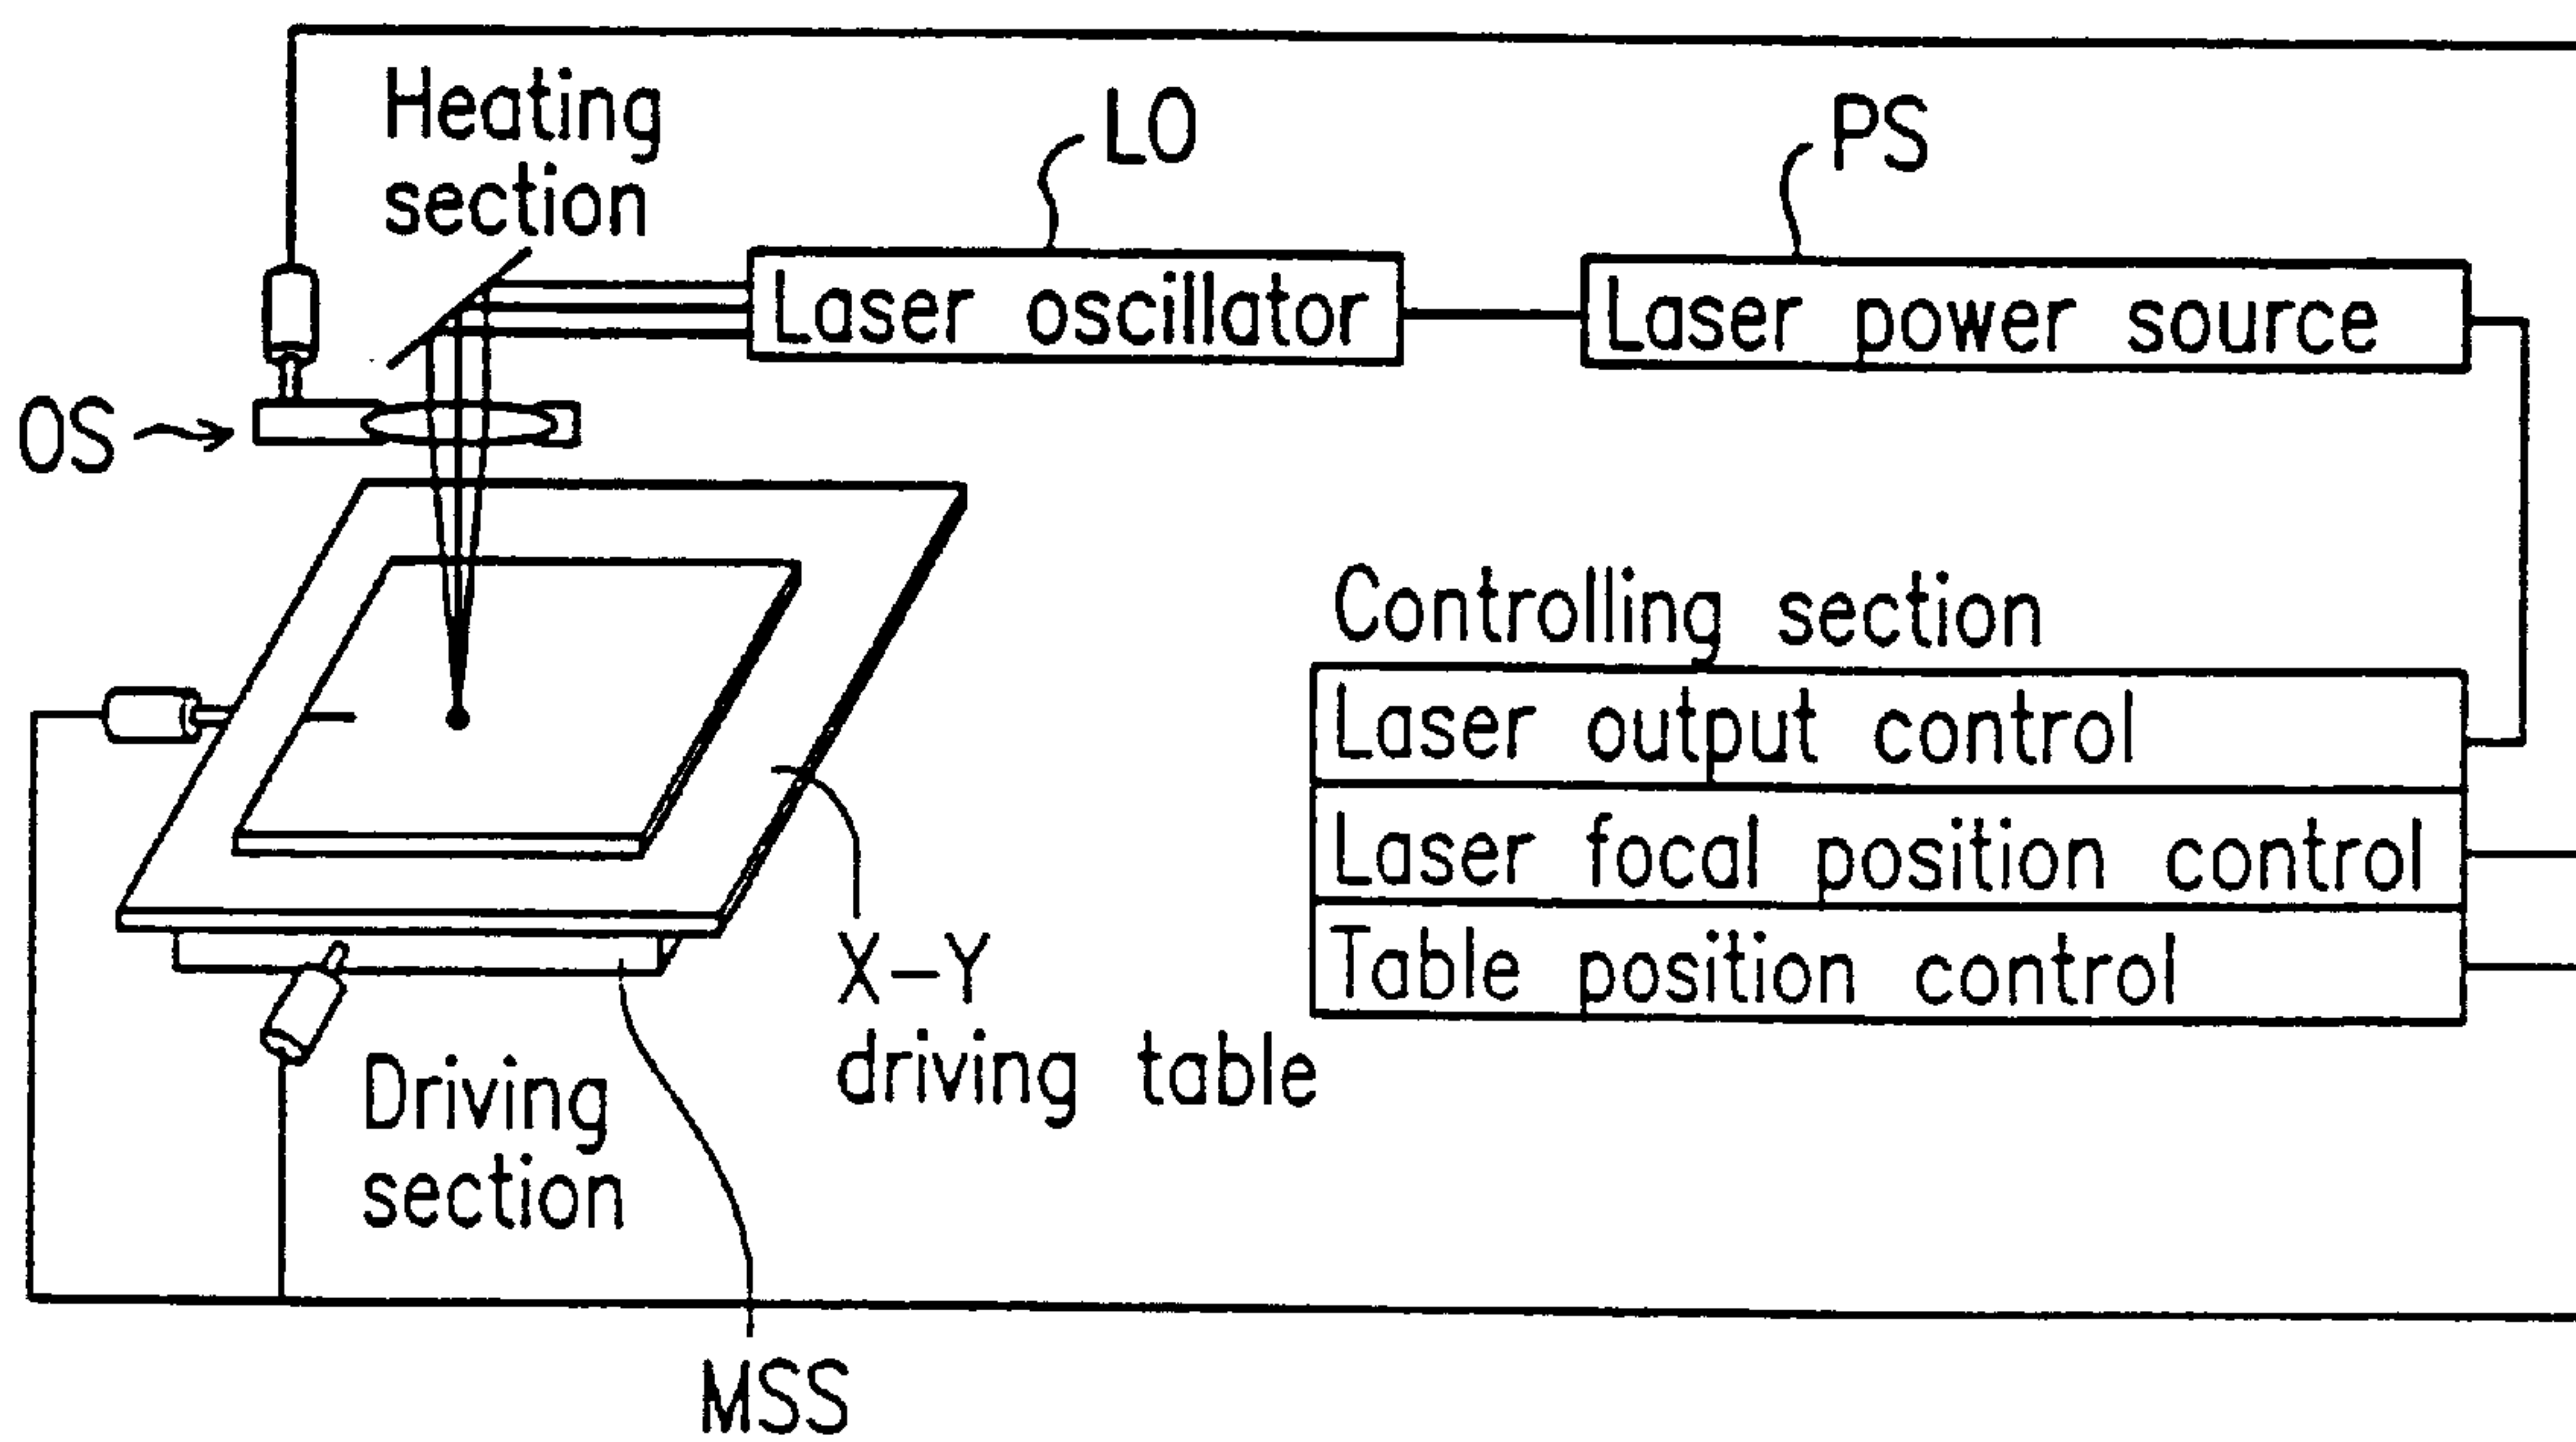 Heating
section
LO
PS
Laser oscillator
Laser power source
OS
Controlling section
Laser output control
Laser focal position control
Table position control
X-Y
driving table
Driving
section
MSS